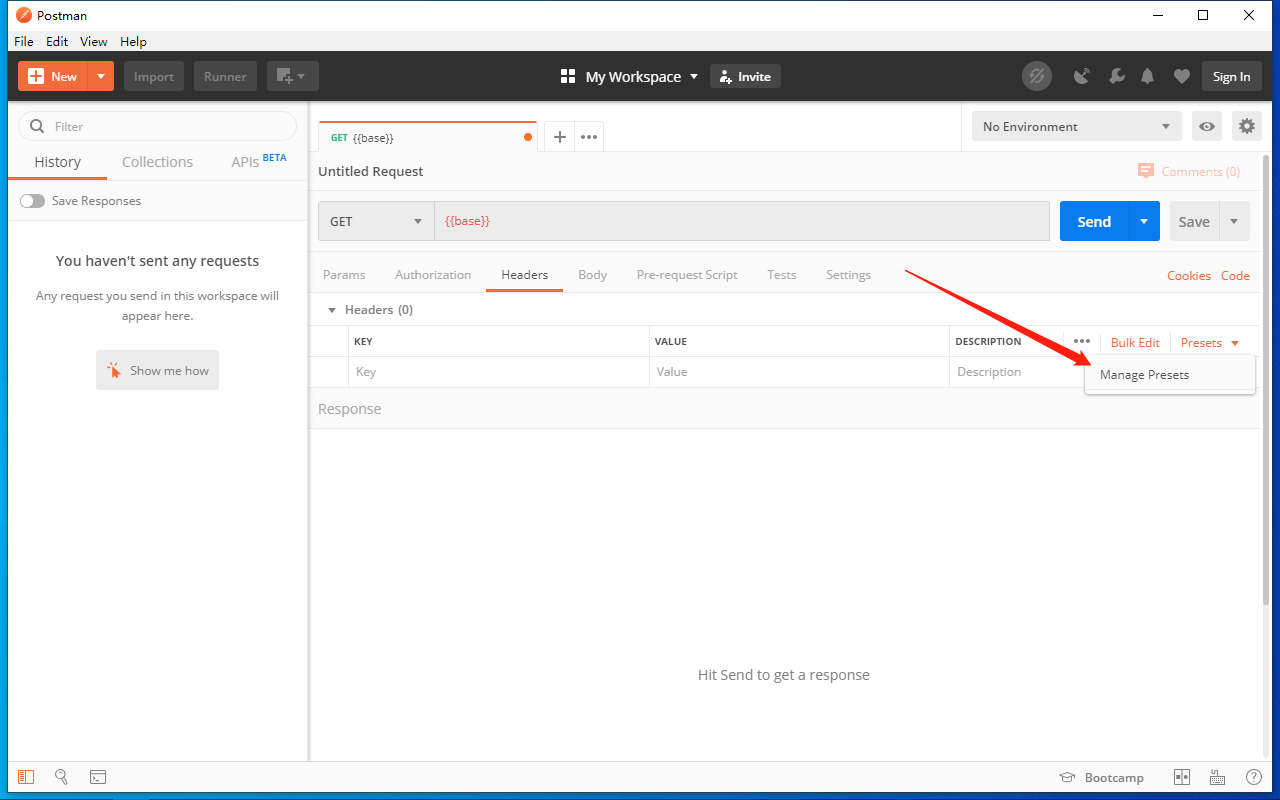 Postman
File Edit View Help
New Import Runner My Workspace Invite Sign In
Filter
History Collections APIs BETA
Save Responses
You haven't sent any requests
Any request you send in this workspace will
appear here.
Show me how
GET {{base}}
No Environment
Untitled Request
Comments (0)
GET {{base}} Send Save
Params Authorization Headers Body Pre-request Script Tests Settings Cookies Code
Headers (0)
KEY VALUE DESCRIPTION Bulk Edit Presets
Key Value Description
Manage Presets
Response
Hit Send to get a response
Bootcamp